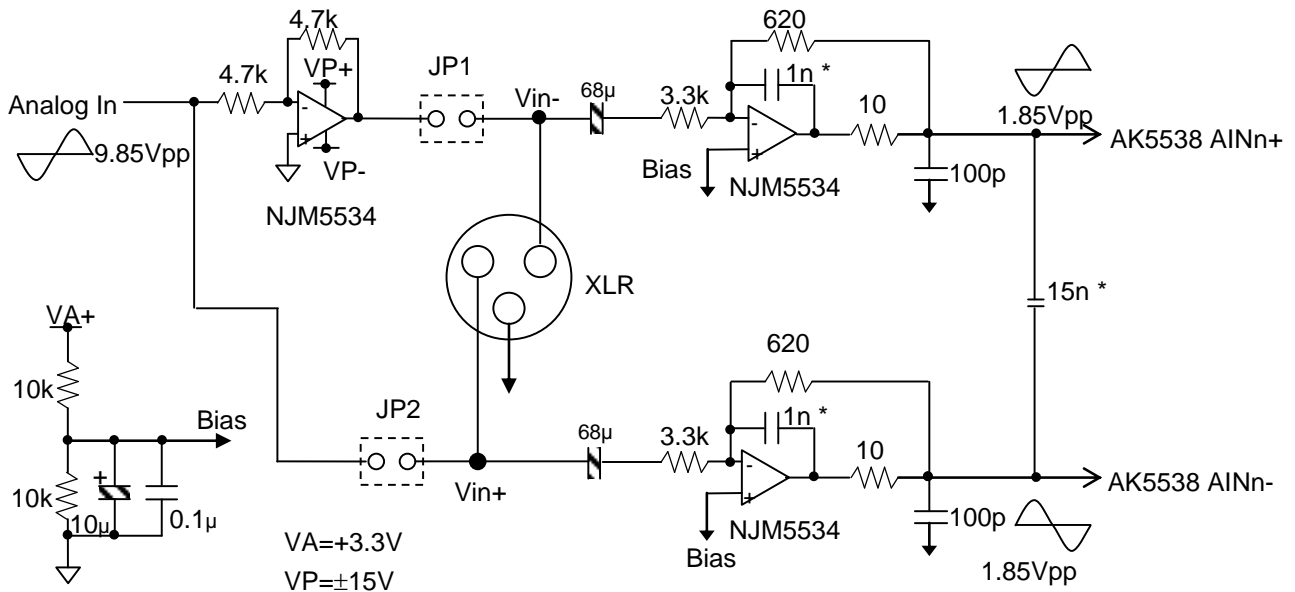 4.7k
VP+
4.7k
JP1
Vin-
68µ
3.3k
620
1n *
10
1.85Vpp
Analog In
9.85Vpp
VP-
NJM5534
Bias
NJM5534
100p
AK5538 AINn+
XLR
15n *
VA+
10k
Bias
10k
10µ
0.1µ
JP2
Vin+
68µ
3.3k
620
1n *
10
NJM5534
Bias
100p
AK5538 AINn-
1.85Vpp
VA=+3.3V
VP=±15V
-
+
-
+
-
+
+